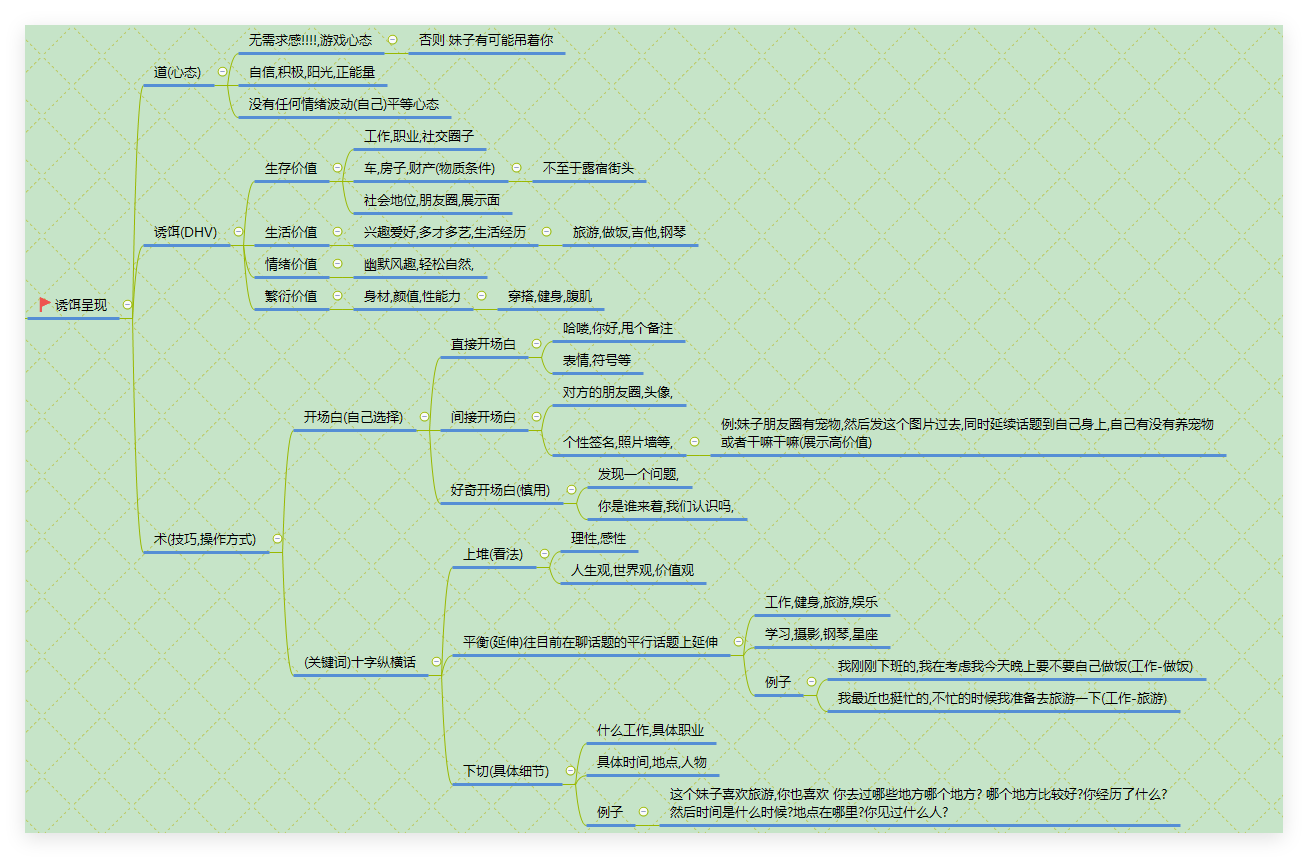 诱饵呈现
道(心态)
无需求感!!!!,游戏心态
否则 妹子有可能吊着你
自信,积极,阳光,正能量
没有任何情绪波动(自己)平等心态
诱饵(DHV)
生存价值
工作,职业,社交圈子
车,房子,财产(物质条件)
不至于露宿街头
社会地位,朋友圈,展示面
生活价值
兴趣爱好,多才多艺,生活经历
旅游,做饭,吉他,钢琴
情绪价值
幽默风趣,轻松自然,
繁衍价值
身材,颜值,性能力
穿搭,健身,腹肌
术(技巧,操作方式)
开场白(自己选择)
直接开场白
哈喽,你好,甩个备注
表情,符号等
间接开场白
对方的朋友圈,头像,
个性签名,照片墙等,
例:妹子朋友圈有宠物,然后发这个图片过去,同时延续话题到自己身上,自己有没有养宠物
或者干嘛干嘛(展示高价值)
好奇开场白(慎用)
发现一个问题,
你是谁来着,我们认识吗,
(关键词)十字纵横话
上堆(看法)
理性,感性
人生观,世界观,价值观
平衡(延伸)往目前在聊话题的平行话题上延伸
工作,健身,旅游,娱乐
学习,摄影,钢琴,星座
例子
我刚刚下班的,我在考虑我今天晚上要不要自己做饭(工作-做饭)
我最近也挺忙的,不忙的时候我准备去旅游一下(工作-旅游)
下切(具体细节)
什么工作,具体职业
具体时间,地点,人物
例子
这个妹子喜欢旅游,你也喜欢 你去过哪些地方哪个地方? 哪个地方比较好?你经历了什么?
然后时间是什么时候?地点在哪里?你见过什么人?